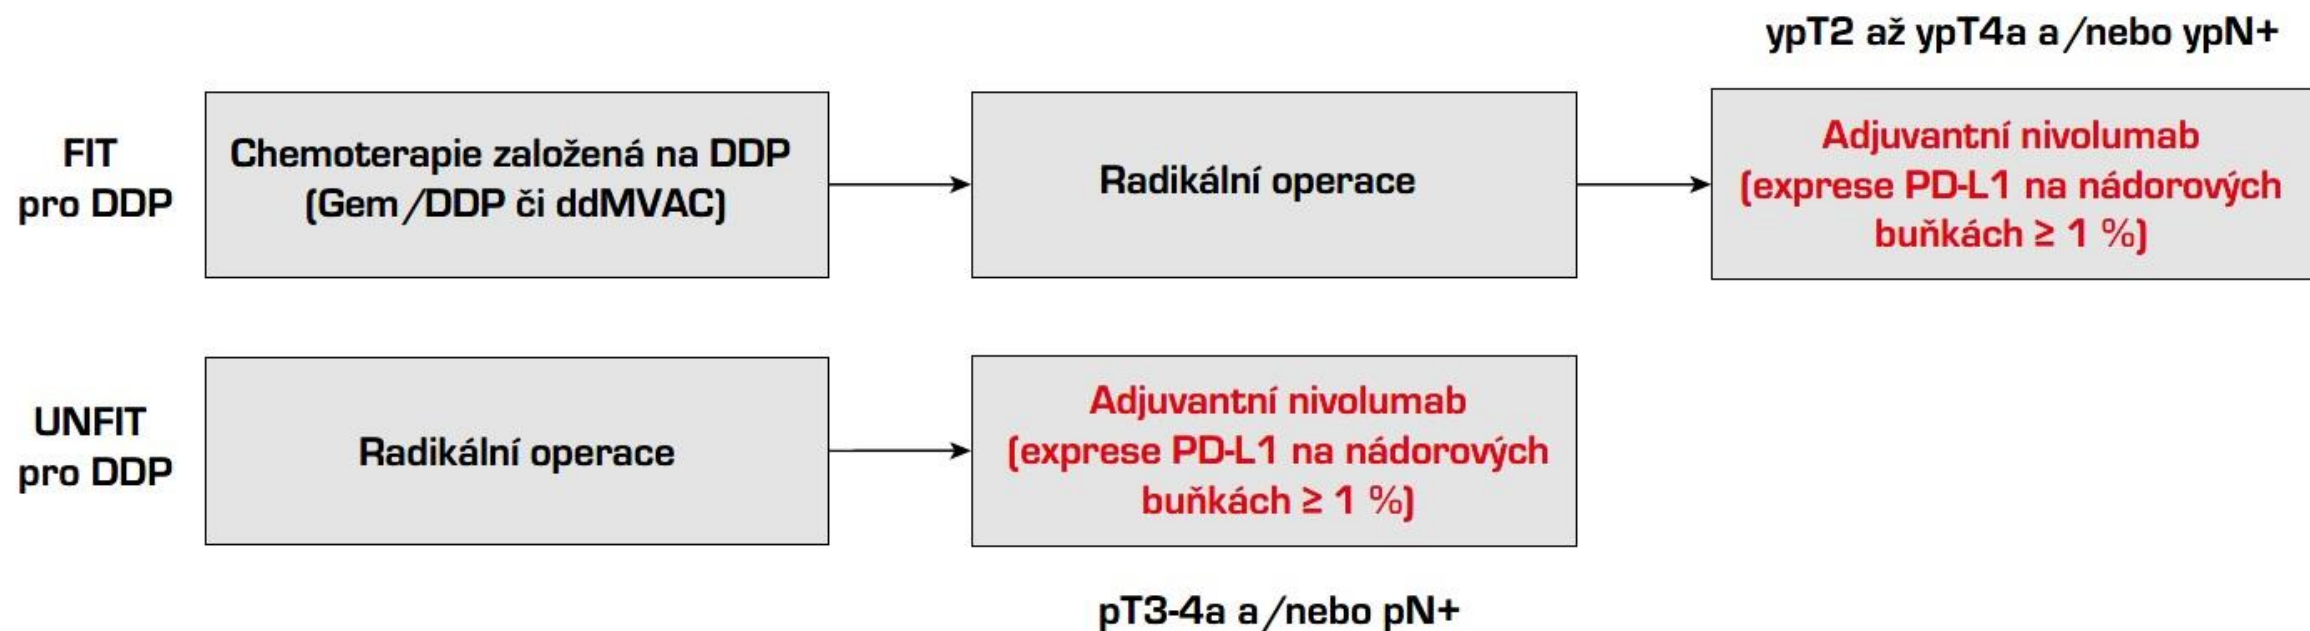 ypT2 až ypT4a a/nebo ypN+
FIT
pro DDP
Chemoterapie založená na DDP
(Gem/DDP či ddMVAC)
Radikální operace
Adjuvantní nivolumab
(exprese PD-L1 na nádorových
buňkách ≥ 1 %)
UNFIT
pro DDP
Radikální operace
Adjuvantní nivolumab
(exprese PD-L1 na nádorových
buňkách ≥ 1 %)
pT3-4a a/nebo pN+